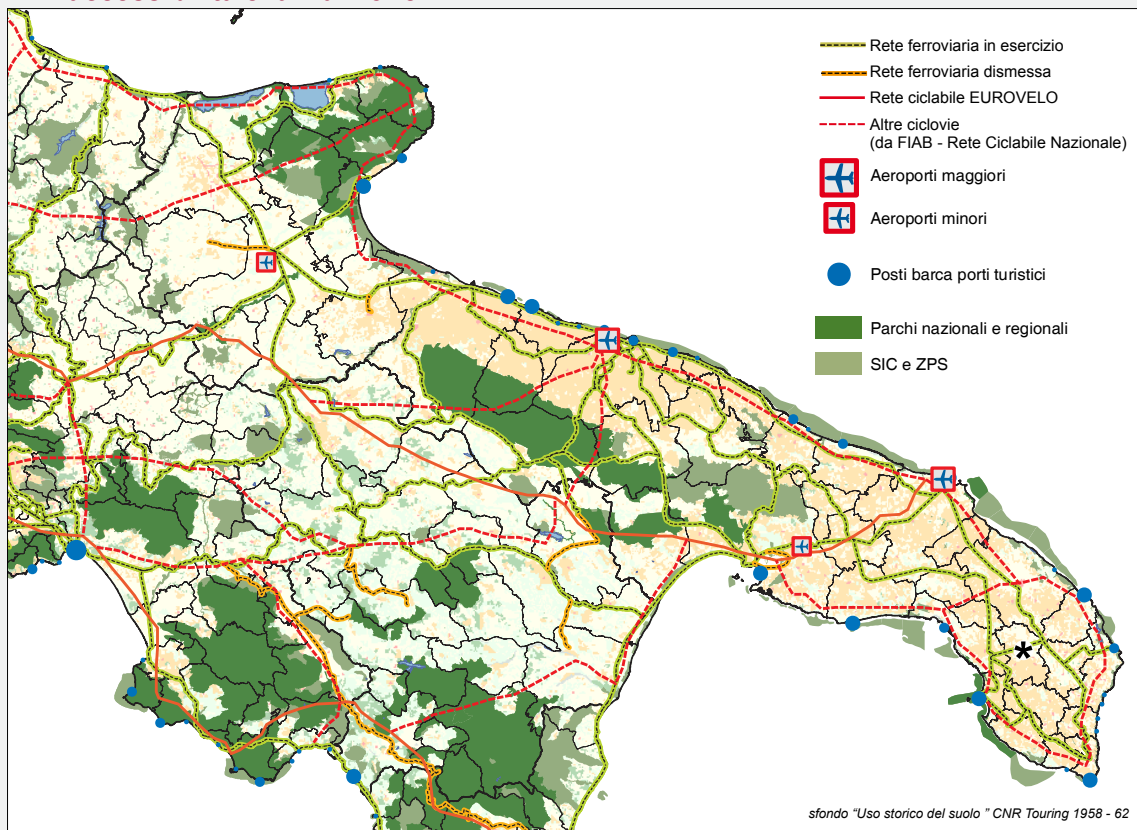 Rete ferroviaria in esercizio
Rete ferroviaria dismessa
Rete ciclabile EUROVELO
Altre ciclovie
(da FIAB - Rete Ciclabile Nazionale)
Aeroporti maggiori
Aeroporti minori
Posti barca porti turistici
Parchi nazionali e regionali
SIC e ZPS
*
sfondo “Uso storico del suolo ” CNR Touring 1958 - 62